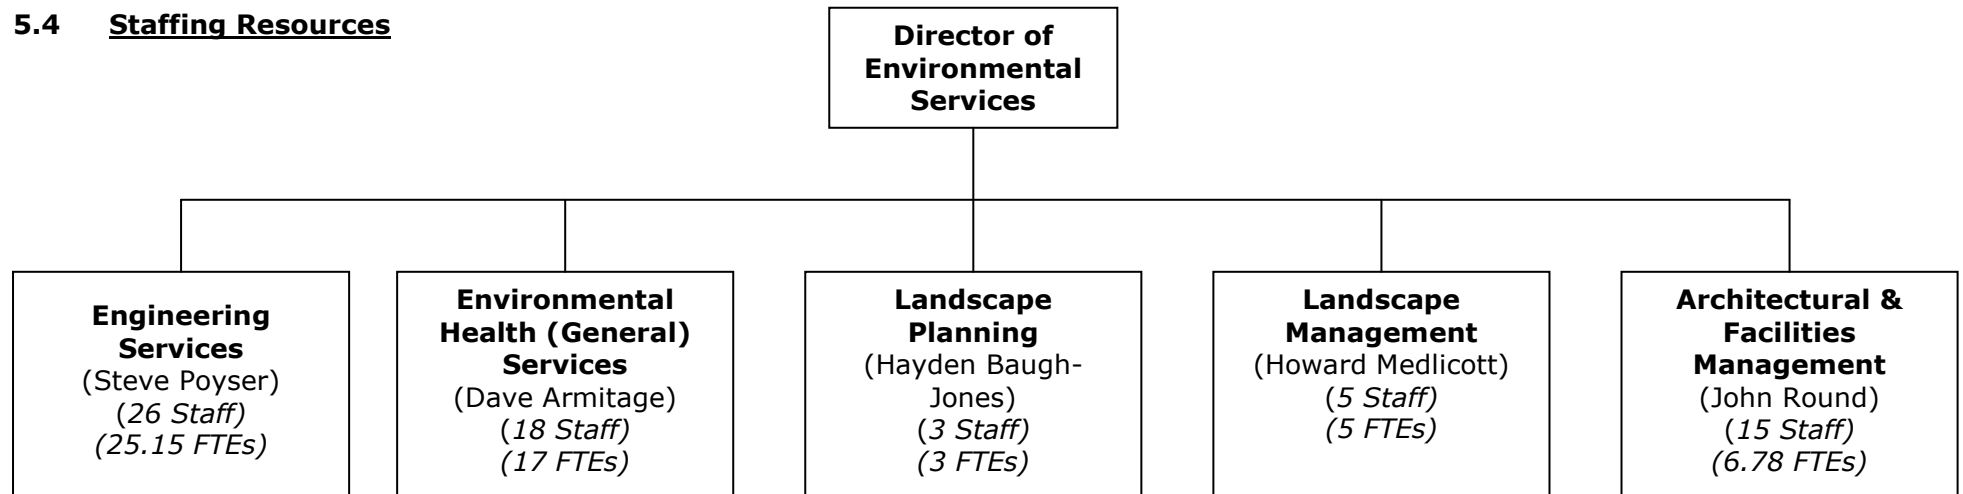 5.4 Staffing Resources
Director of
Environmental
Services
Engineering
Services
(Steve Poyser)
(26 Staff)
(25.15 FTEs)
Environmental
Health (General)
Services
(Dave Armitage)
(18 Staff)
(17 FTEs)
Landscape
Planning
(Hayden Baugh-
Jones)
(3 Staff)
(3 FTEs)
Landscape
Management
(Howard Medlicott)
(5 Staff)
(5 FTEs)
Architectural &
Facilities
Management
(John Round)
(15 Staff)
(6.78 FTEs)